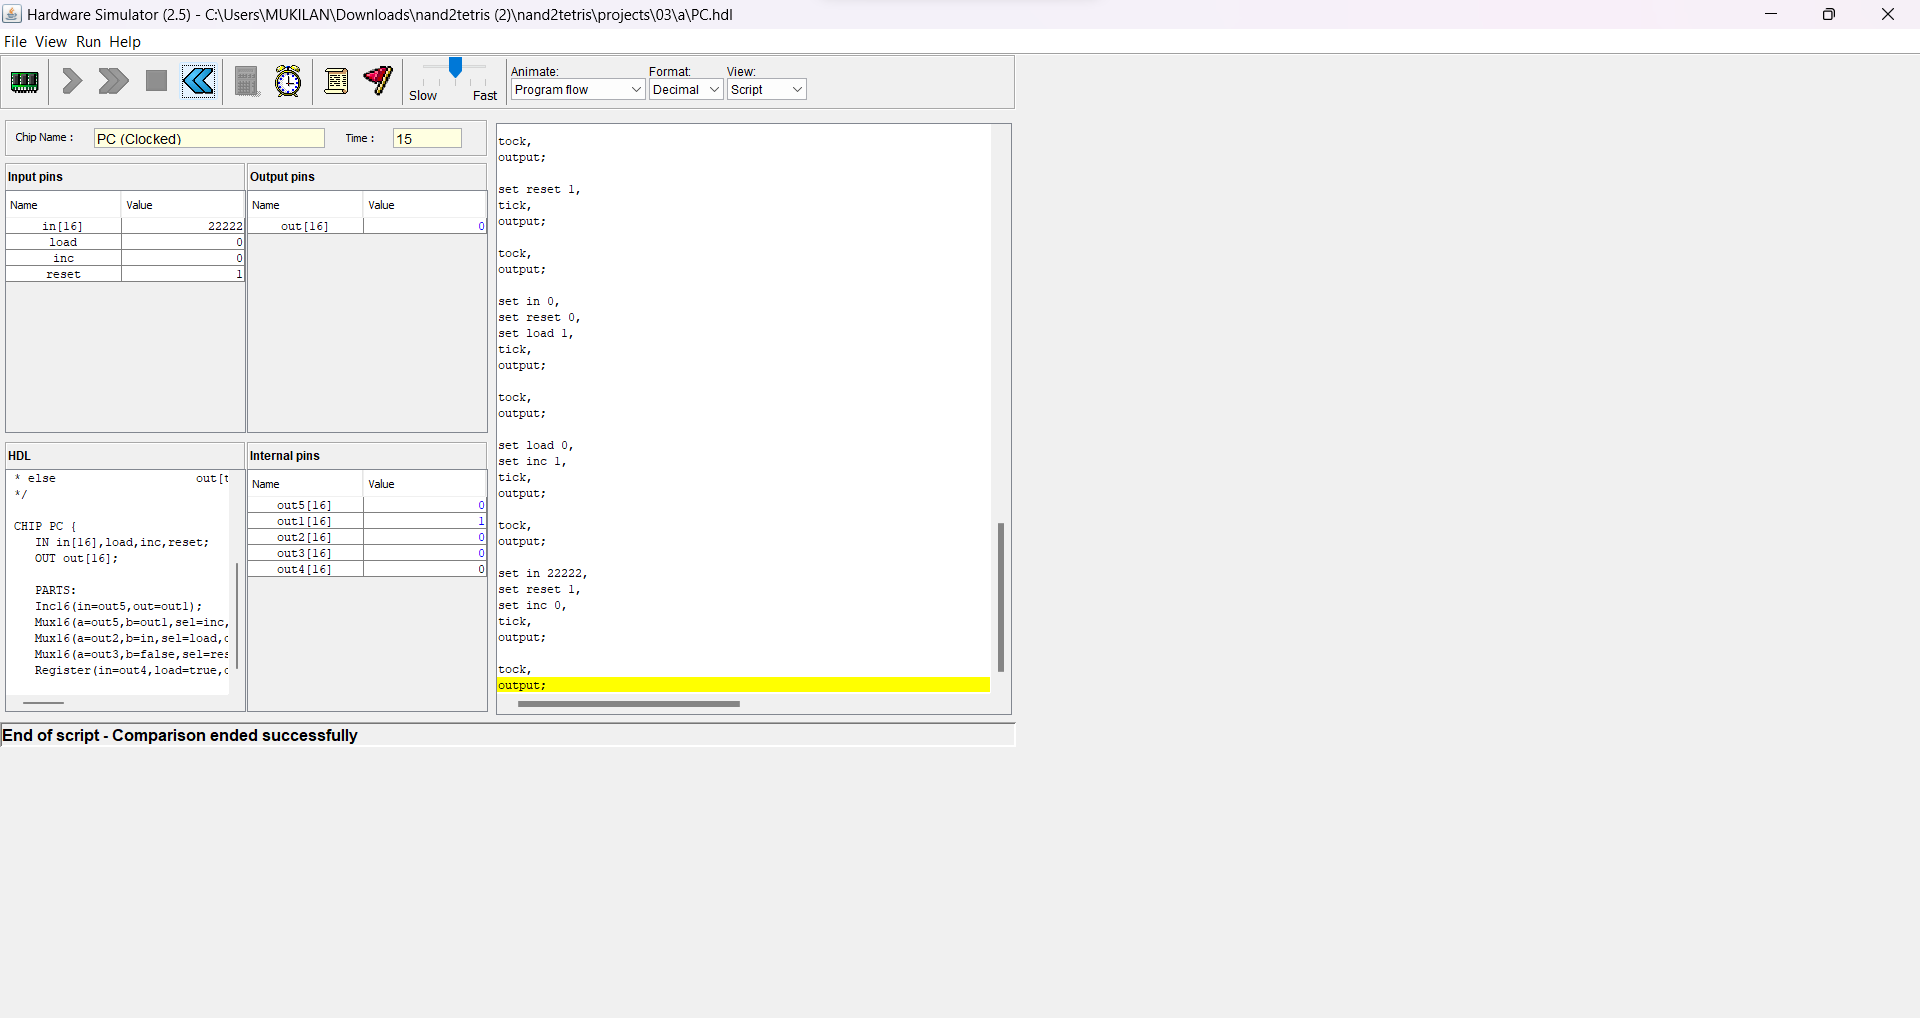 Hardware Simulator (2.5) - C:\Users\MUKILAN\Downloads\nand2tetris (2)\nand2tetris\projects\03\a\PC.hdl
File View Run Help
Slow Fast
Animate: Format: View:
Program flow Decimal Script
Chip Name : PC (Clocked) Time : 15
Input pins
Name Value
in[16] 22222
load 0
inc 0
reset 1
Output pins
Name Value
out[16] 0
HDL
* else out[t
*/
CHIP PC {
IN in[16],load,inc,reset;
OUT out[16];
PARTS:
Inc16(in=out5,out=out1);
Mux16(a=out5,b=out1,sel=inc,
Mux16(a=out2,b=in,sel=load,
Mux16(a=out3,b=false,sel=res
Register(in=out4,load=true,
Internal pins
Name Value
out5[16] 0
out1[16] 1
out2[16] 0
out3[16] 0
out4[16] 0
tock,
output;
set reset 1,
tick,
output;
tock,
output;
set in 0,
set reset 0,
set load 1,
tick,
output;
tock,
output;
set load 0,
set inc 1,
tick,
output;
tock,
output;
set in 22222,
set reset 1,
set inc 0,
tick,
output;
tock,
output;
End of script - Comparison ended successfully